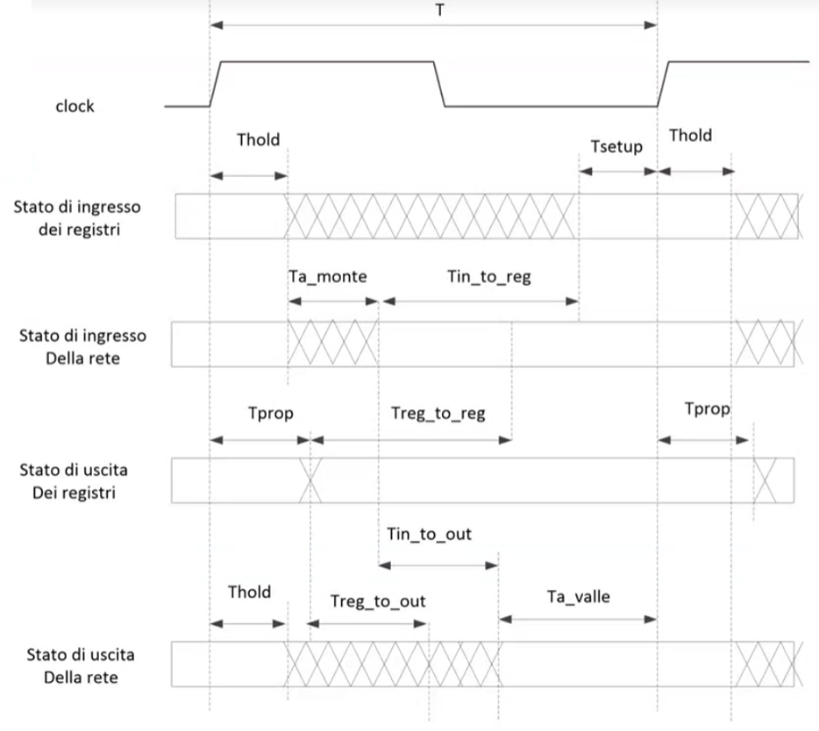 T
clock
Thold
Tsetup
Thold
Stato di ingresso
dei registri
Ta_monte
Tin_to_reg
Stato di ingresso
Della rete
Tprop
Treg_to_reg
Tprop
Stato di uscita
Dei registri
Tin_to_out
Thold
Treg_to_out
Ta_valle
Stato di uscita
Della rete